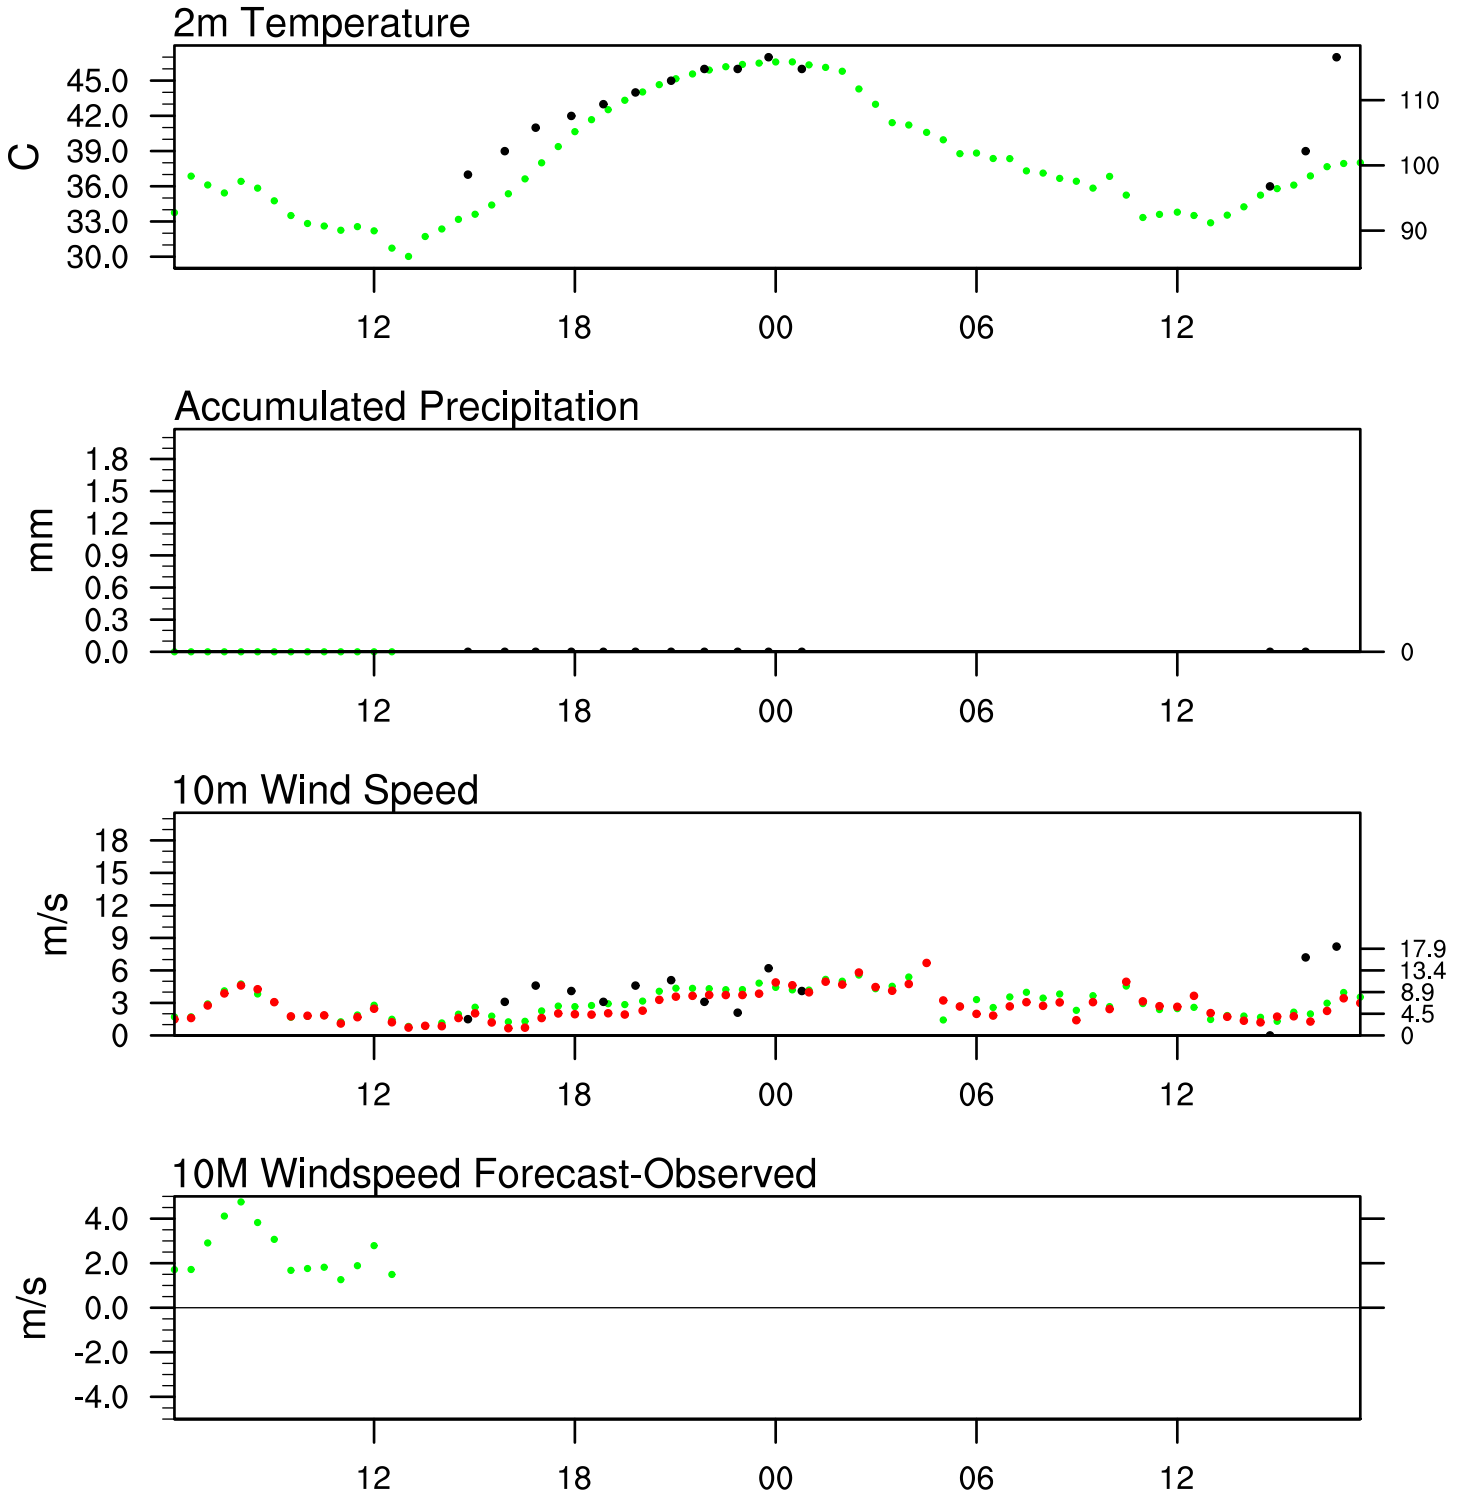 2m Temperature
C
45.0
42.0
39.0
36.0
33.0
30.0
110
100
90
12 18 00 06 12
Accumulated Precipitation
mm
1.8
1.5
1.2
0.9
0.6
0.3
0.0
0
12 18 00 06 12
10m Wind Speed
m/s
18
15
12
9
6
3
0
17.9
13.4
8.9
4.5
0
12 18 00 06 12
10M Windspeed Forecast-Observed
m/s
4.0
2.0
0.0
-2.0
-4.0
12 18 00 06 12